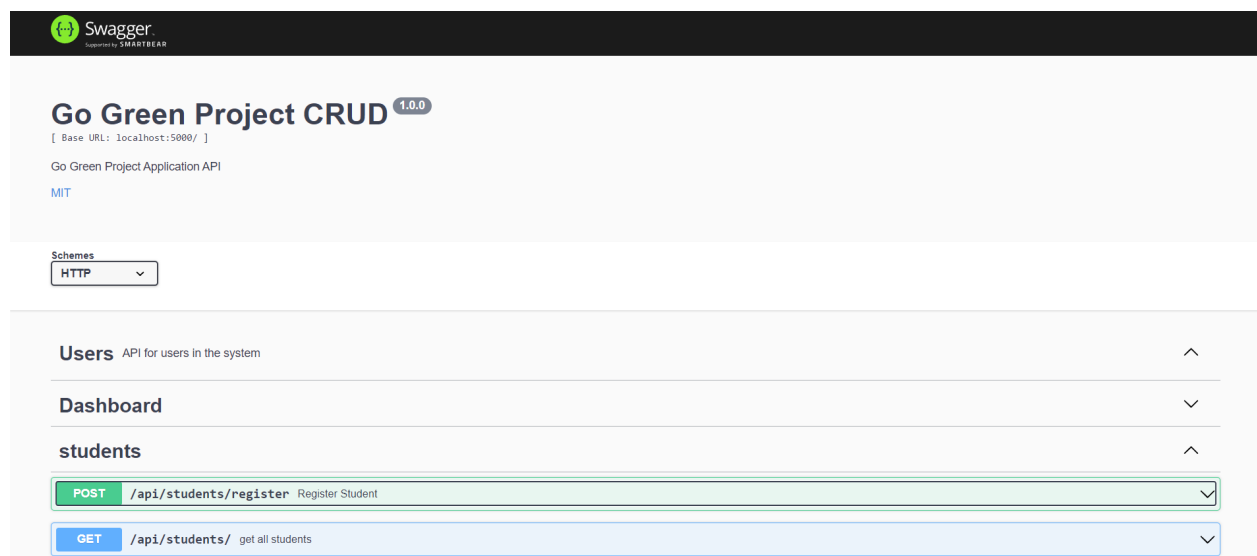 Swagger.
Supported by SMARTBEAR
Go Green Project CRUD 1.0.0
[ Base URL: localhost:5000/ ]
Go Green Project Application API
MIT
Schemes
HTTP
Users API for users in the system
Dashboard
students
POST /api/students/register Register Student
GET /api/students/ get all students